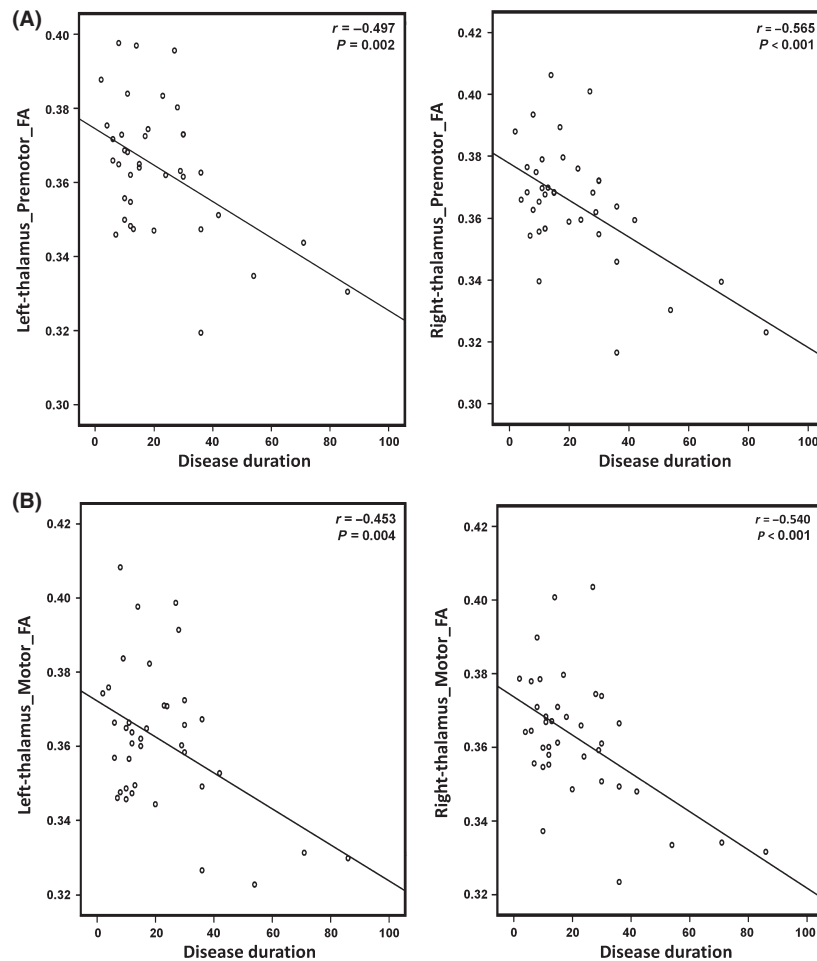 (A)
r = –0.497
P = 0.002
0.40
0.38
0.36
0.34
0.32
0.30
Left-thalamus_Premotor_FA
0 20 40 60 80 100
Disease duration
r = –0.565
P < 0.001
0.42
0.40
0.38
0.36
0.34
0.32
0.30
Right-thalamus_Premotor_FA
0 20 40 60 80 100
Disease duration
(B)
r = –0.453
P = 0.004
0.42
0.40
0.38
0.36
0.34
0.32
Left-thalamus_Motor_FA
0 20 40 60 80 100
Disease duration
r = –0.540
P < 0.001
0.42
0.40
0.38
0.36
0.34
0.32
Right-thalamus_Motor_FA
0 20 40 60 80 100
Disease duration